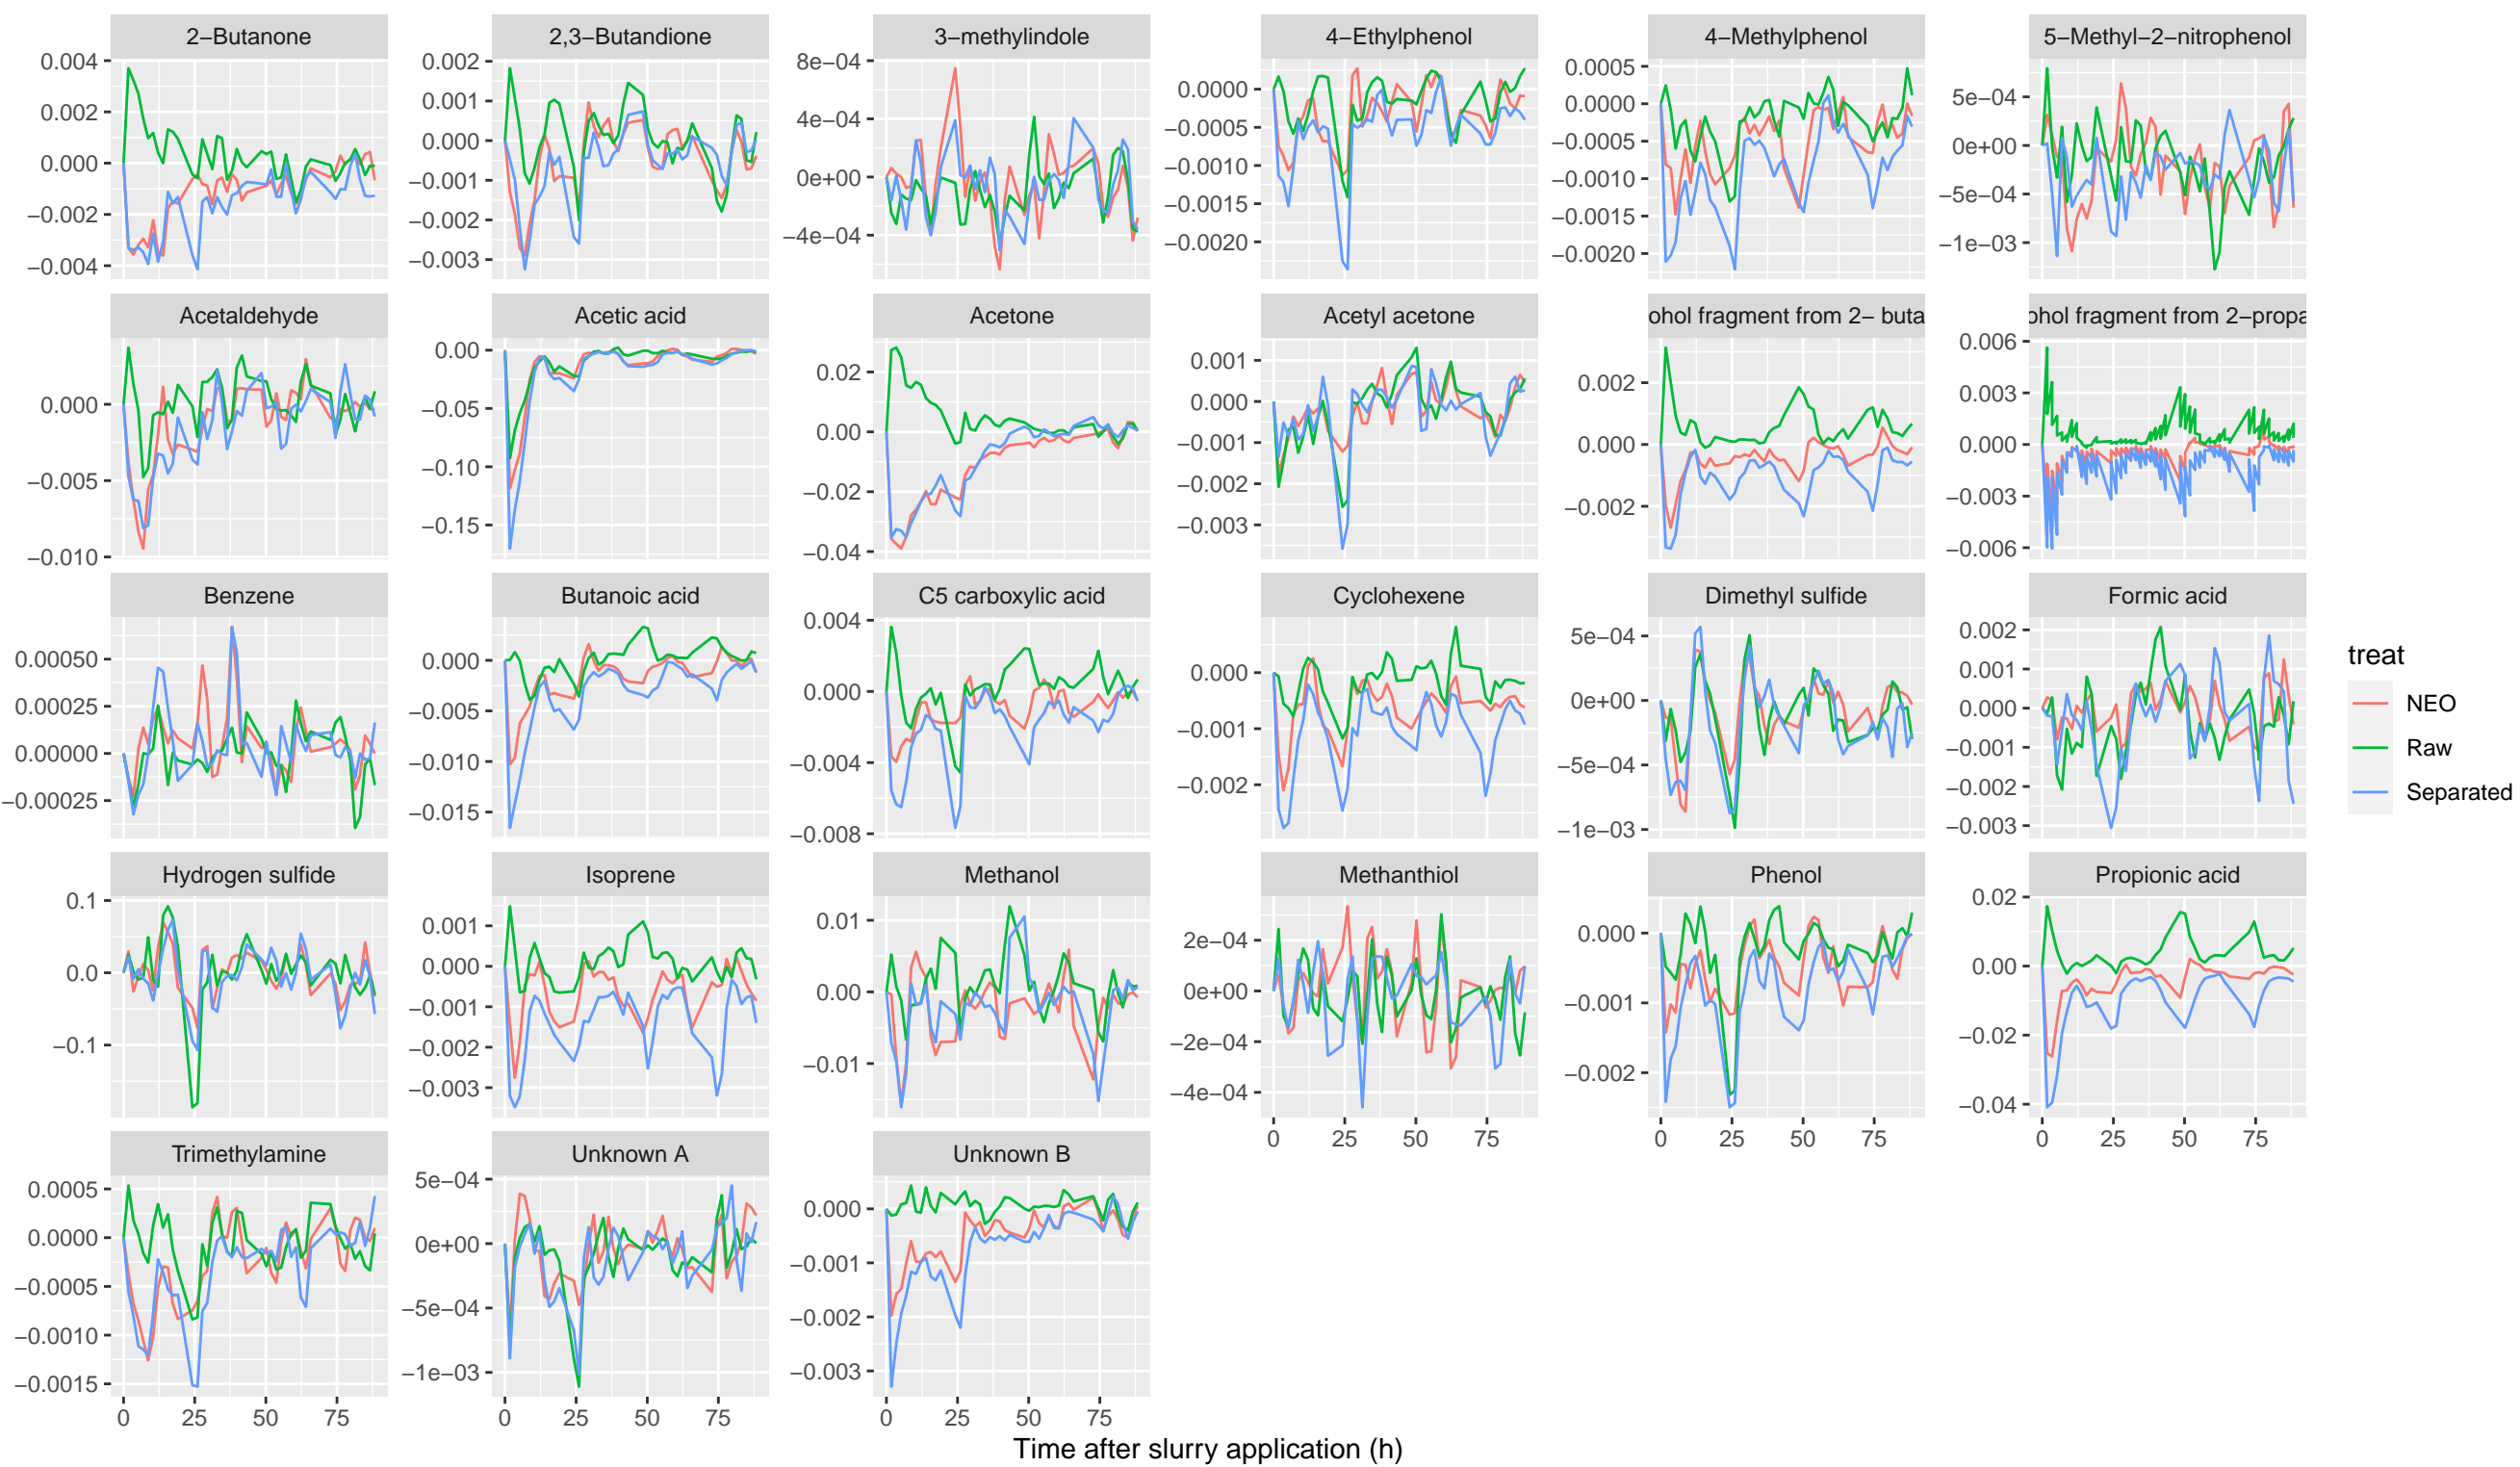 2−Butanone
2,3−Butandione
3−methylindole
4−Ethylphenol
4−Methylphenol
5−Methyl−2−nitrophenol
0.004
0.002
0.000
−0.002
−0.004
0.002
0.001
0.000
−0.001
−0.002
−0.003
8e−04
4e−04
0e+00
−4e−04
0.0000
−0.0005
−0.0010
−0.0015
−0.0020
0.0005
0.0000
−0.0005
−0.0010
−0.0015
−0.0020
5e−04
0e+00
−5e−04
−1e−03
Acetaldehyde
Acetic acid
Acetone
Acetyl acetone
ohol fragment from 2− buta
ohol fragment from 2−propa
0.000
−0.005
−0.010
0.00
−0.05
−0.10
−0.15
0.02
0.00
−0.02
−0.04
0.001
0.000
−0.001
−0.002
−0.003
0.002
0.000
−0.002
0.006
0.003
0.000
−0.003
−0.006
Benzene
Butanoic acid
C5 carboxylic acid
Cyclohexene
Dimethyl sulfide
Formic acid
0.00050
0.00025
0.00000
−0.00025
0.000
−0.005
−0.010
−0.015
0.004
0.000
−0.004
−0.008
0.000
−0.001
−0.002
5e−04
0e+00
−5e−04
−1e−03
0.002
0.001
0.000
−0.001
−0.002
−0.003
treat
NEO
Raw
Separated
Hydrogen sulfide
Isoprene
Methanol
Methanthiol
Phenol
Propionic acid
0.1
0.0
−0.1
0.001
0.000
−0.001
−0.002
−0.003
0.01
0.00
−0.01
2e−04
0e+00
−2e−04
−4e−04
0.000
−0.001
−0.002
0.02
0.00
−0.02
−0.04
0 25 50 75
0 25 50 75
0 25 50 75
Trimethylamine
Unknown A
Unknown B
0.0005
0.0000
−0.0005
−0.0010
−0.0015
5e−04
0e+00
−5e−04
−1e−03
0.000
−0.001
−0.002
−0.003
0 25 50 75
0 25 50 75
0 25 50 75
Time after slurry application (h)